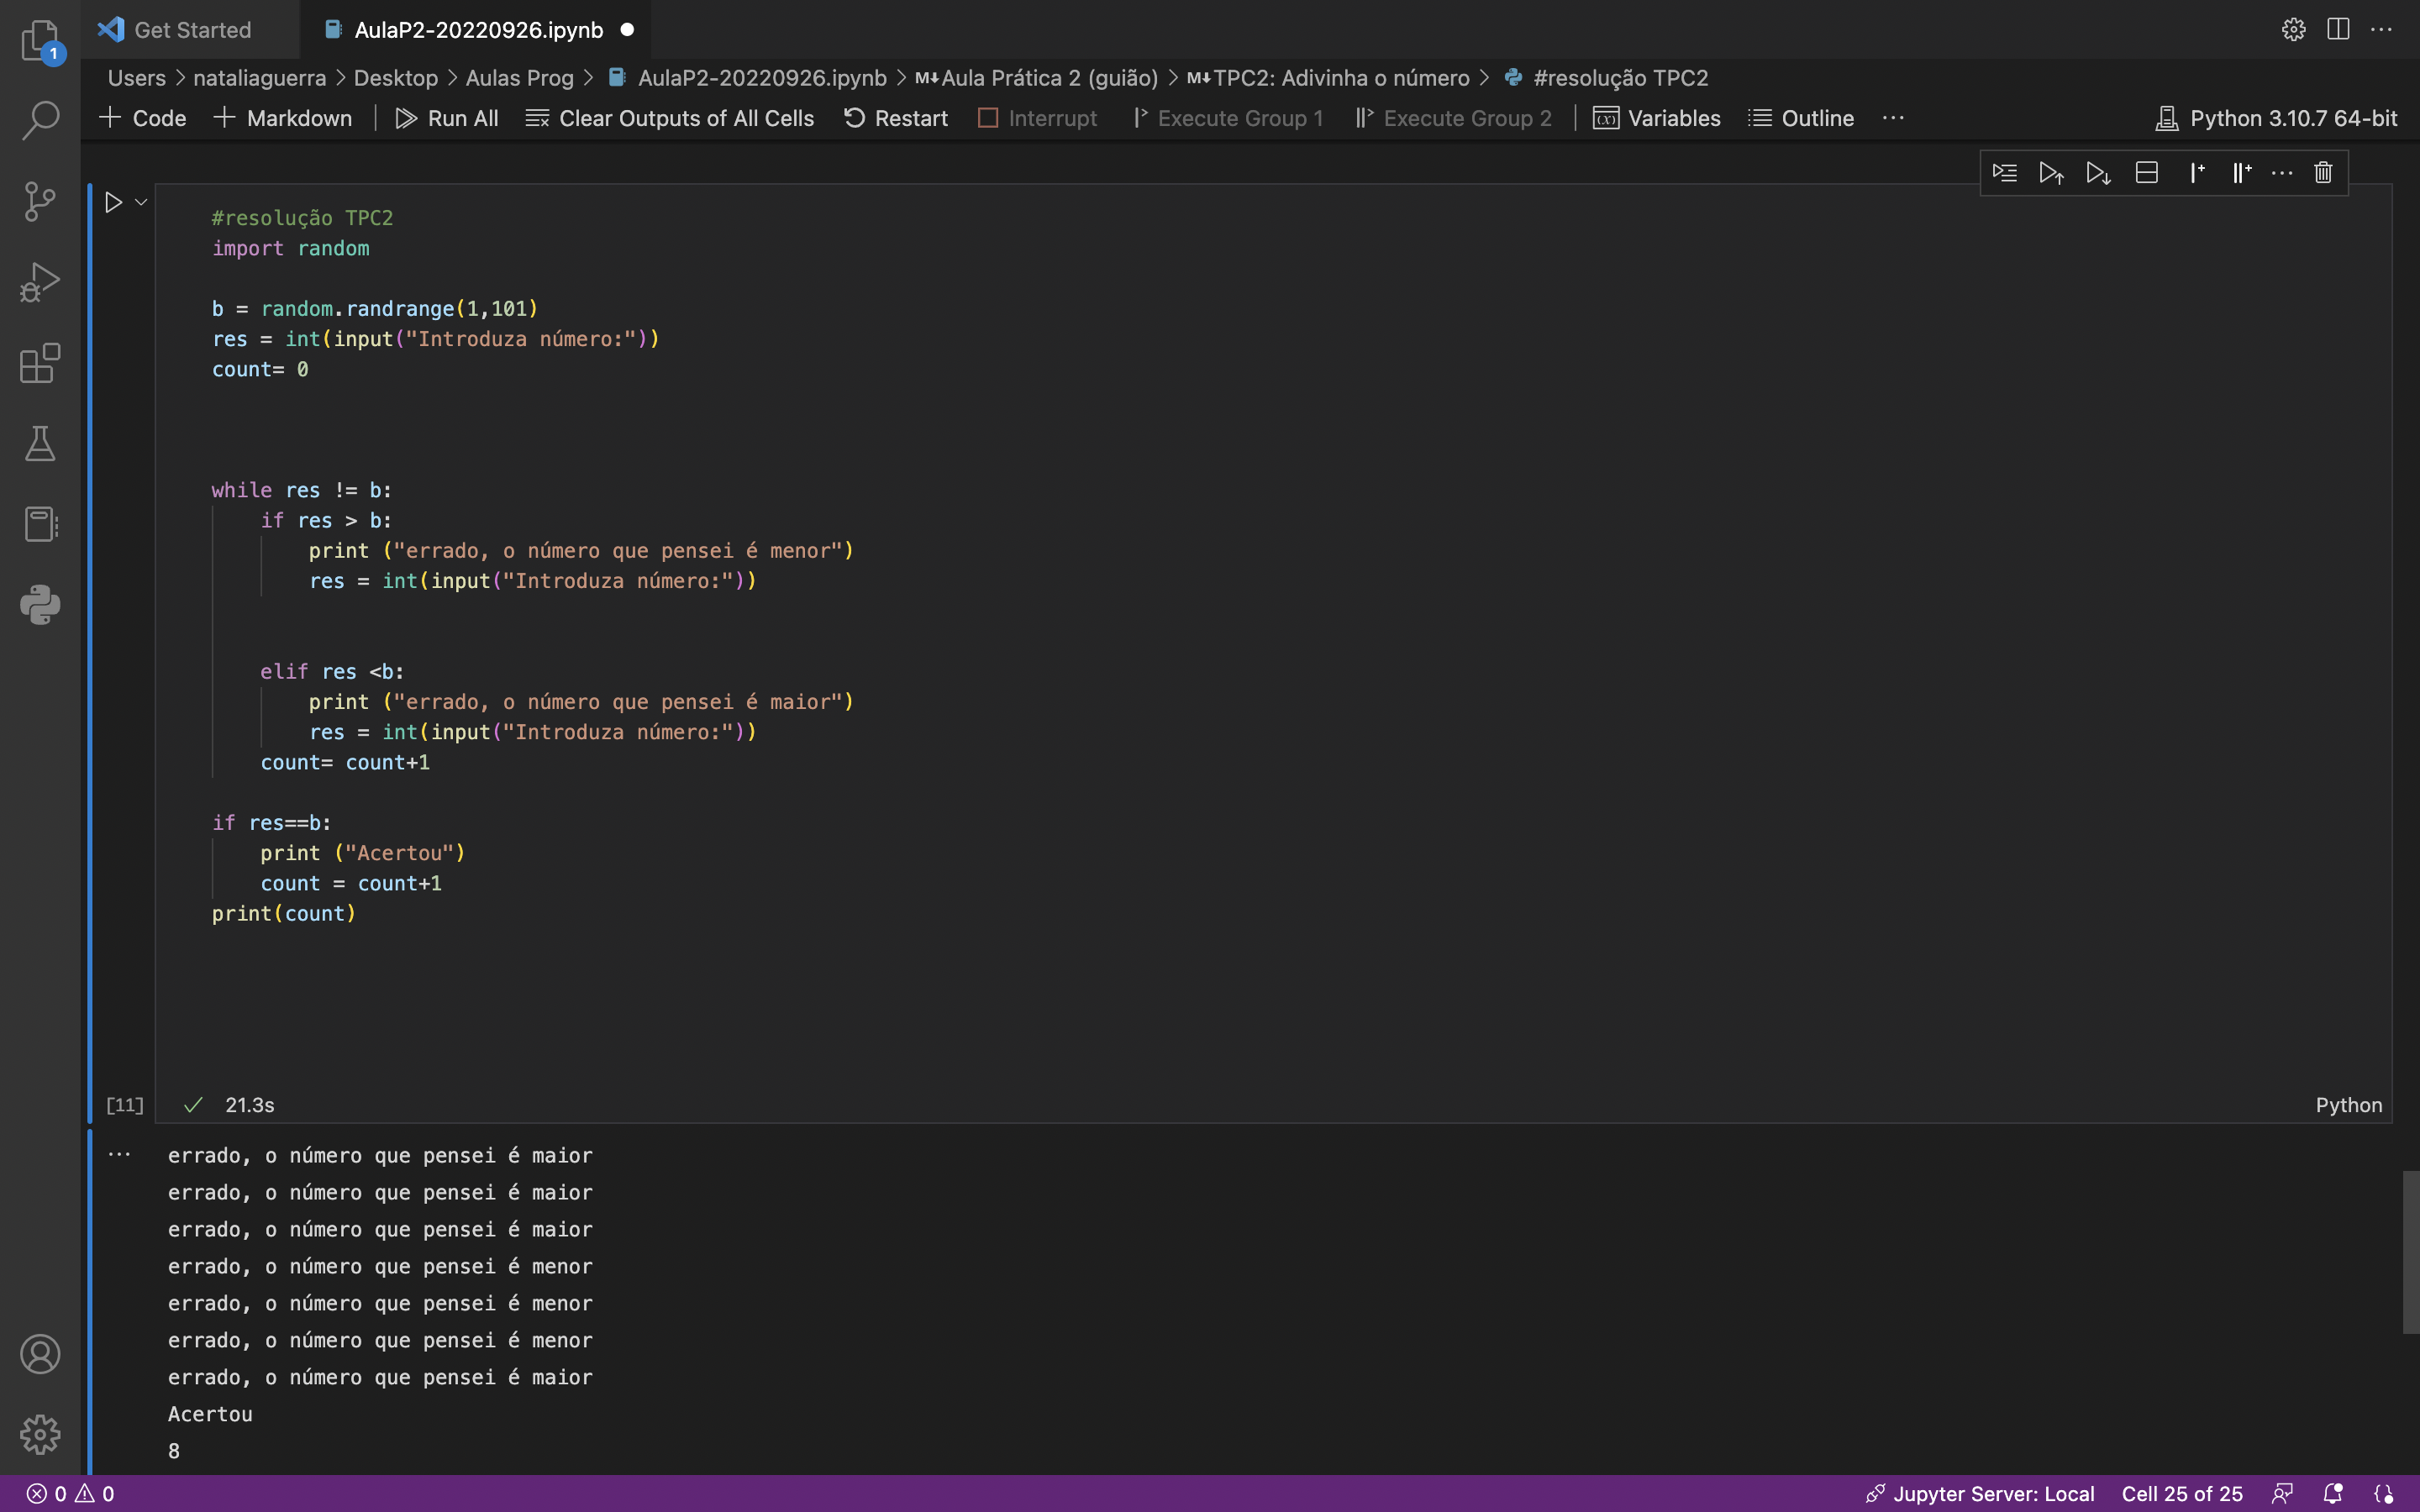 Get Started
AulaP2-20220926.ipynb
1
Users > nataliaguerra > Desktop > Aulas Prog > AulaP2-20220926.ipynb > M↓Aula Prática 2 (guião) > M↓TPC2: Adivinha o número > #resolução TPC2
+ Code + Markdown | Run All Clear Outputs of All Cells Restart Interrupt Execute Group 1 Execute Group 2 | Variables Outline ... Python 3.10.7 64-bit
#resolução TPC2
import random
b = random.randrange(1,101)
res = int(input("Introduza número:"))
count= 0
while res != b:
if res > b:
print ("errado, o número que pensei é menor")
res = int(input("Introduza número:"))
elif res <b:
print ("errado, o número que pensei é maior")
res = int(input("Introduza número:"))
count= count+1
if res==b:
print ("Acertou")
count = count+1
print(count)
[11] ✓ 21.3s Python
errado, o número que pensei é maior
errado, o número que pensei é maior
errado, o número que pensei é maior
errado, o número que pensei é menor
errado, o número que pensei é menor
errado, o número que pensei é menor
errado, o número que pensei é maior
Acertou
8
0 0 Jupyter Server: Local Cell 25 of 25